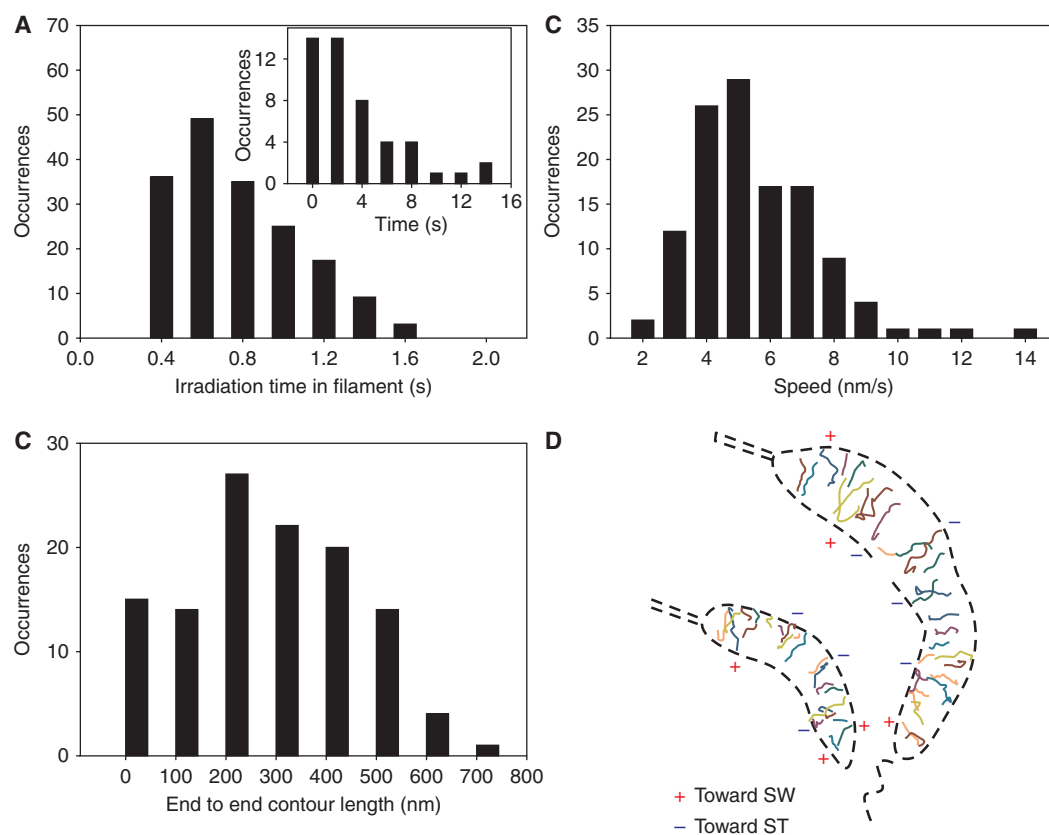 A
70
60
50
40
30
20
10
0
Occurrences
0.0 0.4 0.8 1.2 1.6 2.0
Irradiation time in filament (s)
12
8
4
0
Occurrences
0 4 8 12 16
Time (s)
C
35
30
25
20
15
10
5
0
Occurrences
2 4 6 8 10 12 14
Speed (nm/s)
C
30
20
10
0
Occurrences
0 100 200 300 400 500 600 700 800
End to end contour length (nm)
D
+
+
−
−
−
−
−
−
−
+
+
+
+
+ Toward SW
− Toward ST